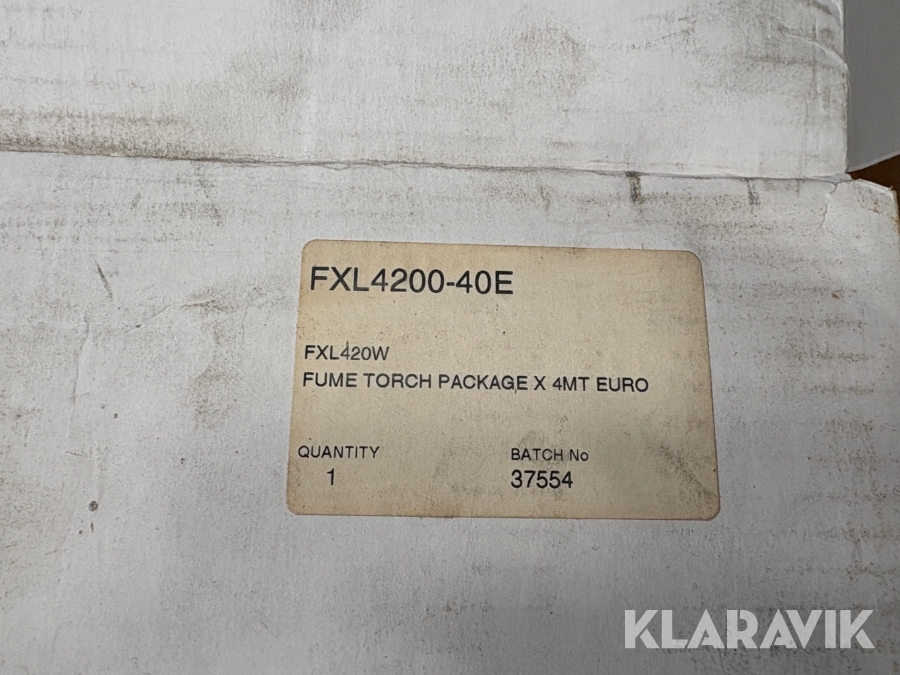 FXL4200-40E
FXL420W
FUME TORCH PACKAGE X 4MT EURO
QUANTITY BATCH No
1 37554
KLARAVIK